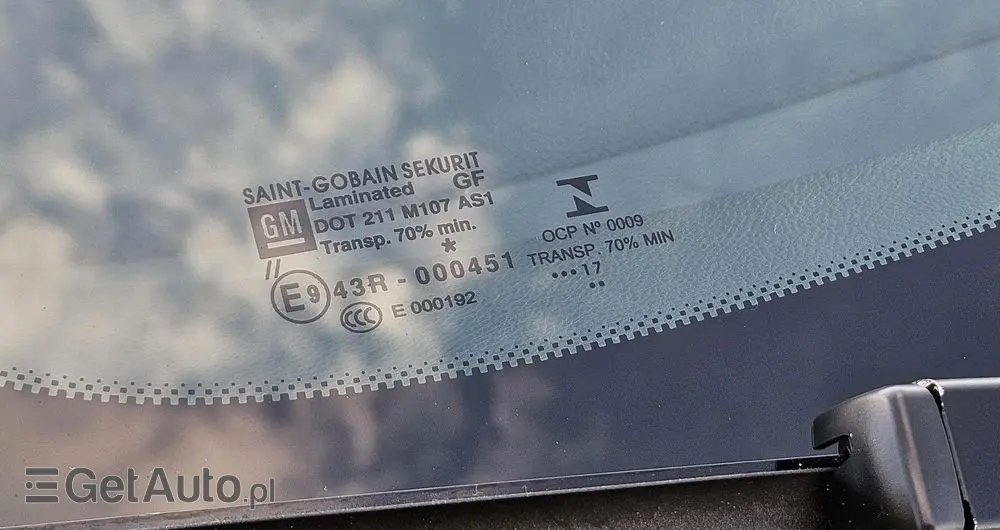 SAINT-GOBAIN SEKURIT
Laminated GF
GM
DOT 211 M107 AS1
Transp. 70% min.
*
//
E9 43R - 000451
CCC E 000192
OCP Nº 0009
TRANSP. 70% MIN
••• 17
••
GetAuto.pl